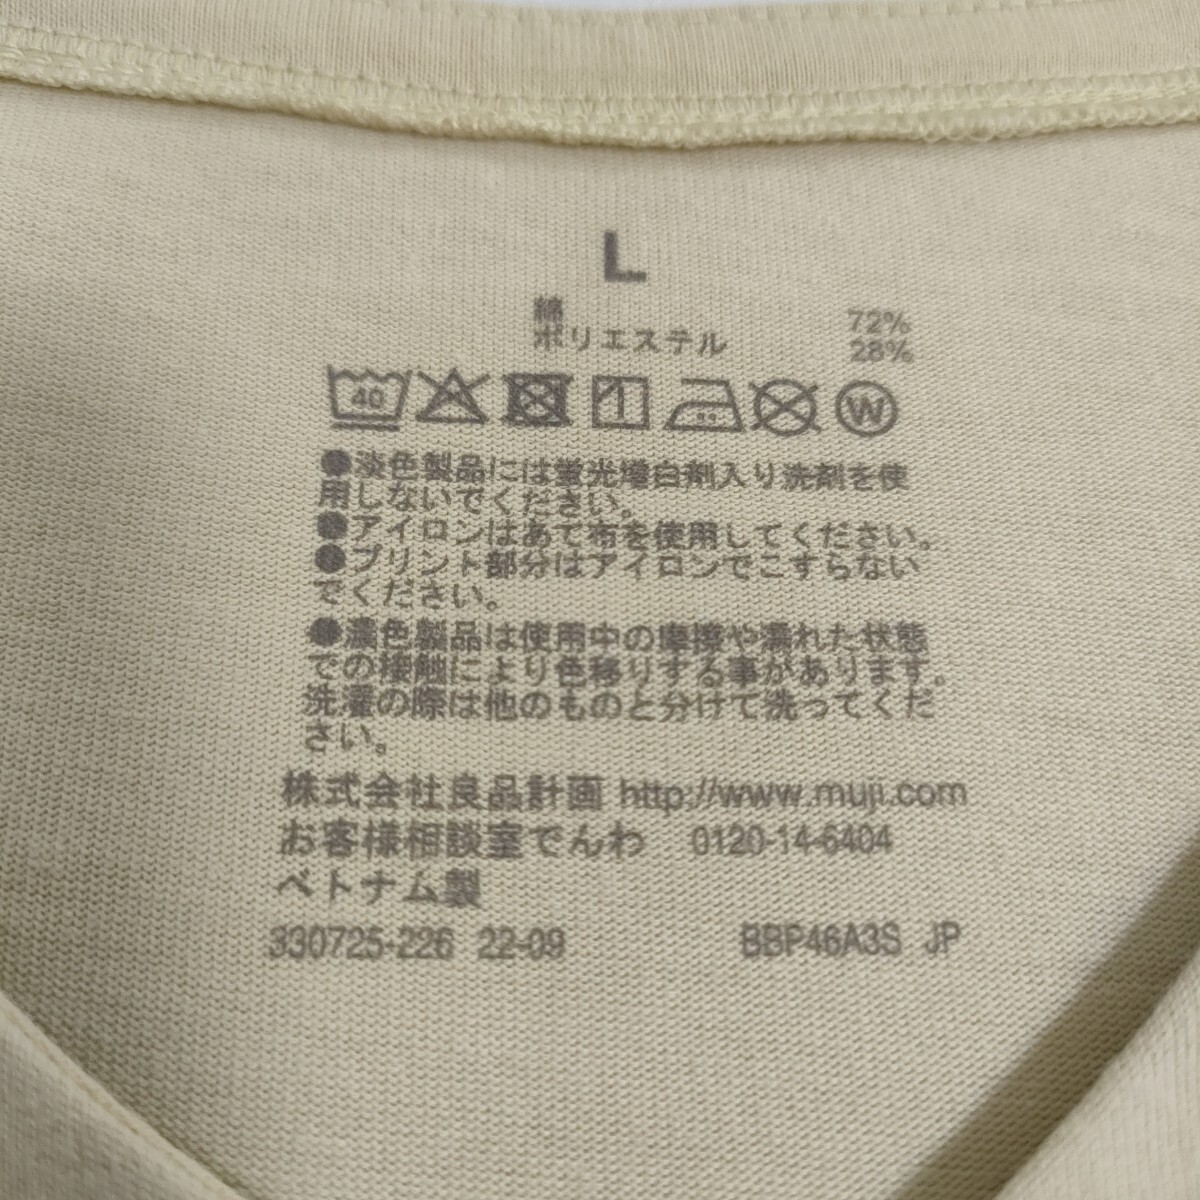 L
綿 72%
ポリエステル 28%
40 W
●淡色製品には蛍光増白剤入り洗剤を使
用しないでください。
●アイロンはあて布を使用してください。
●プリント部分はアイロンでこすらない
でください。
●濃色製品は使用中の摩擦や濡れた状態
での接触により色移りする事があります。
洗濯の際は他のものと分けて洗ってくだ
さい。
株式会社良品計画 http://www.muji.com
お客様相談室でんわ 0120-14-6404
ベトナム製
330725-226 22-09 BBP46A3S JP